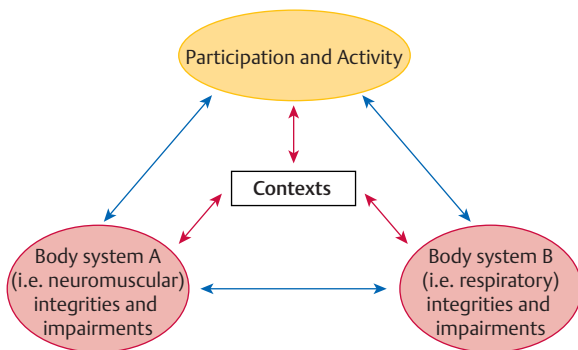 Participation and Activity
Contexts
Body system A
(i.e. neuromuscular)
integrities and
impairments
Body system B
(i.e. respiratory)
integrities and
impairments